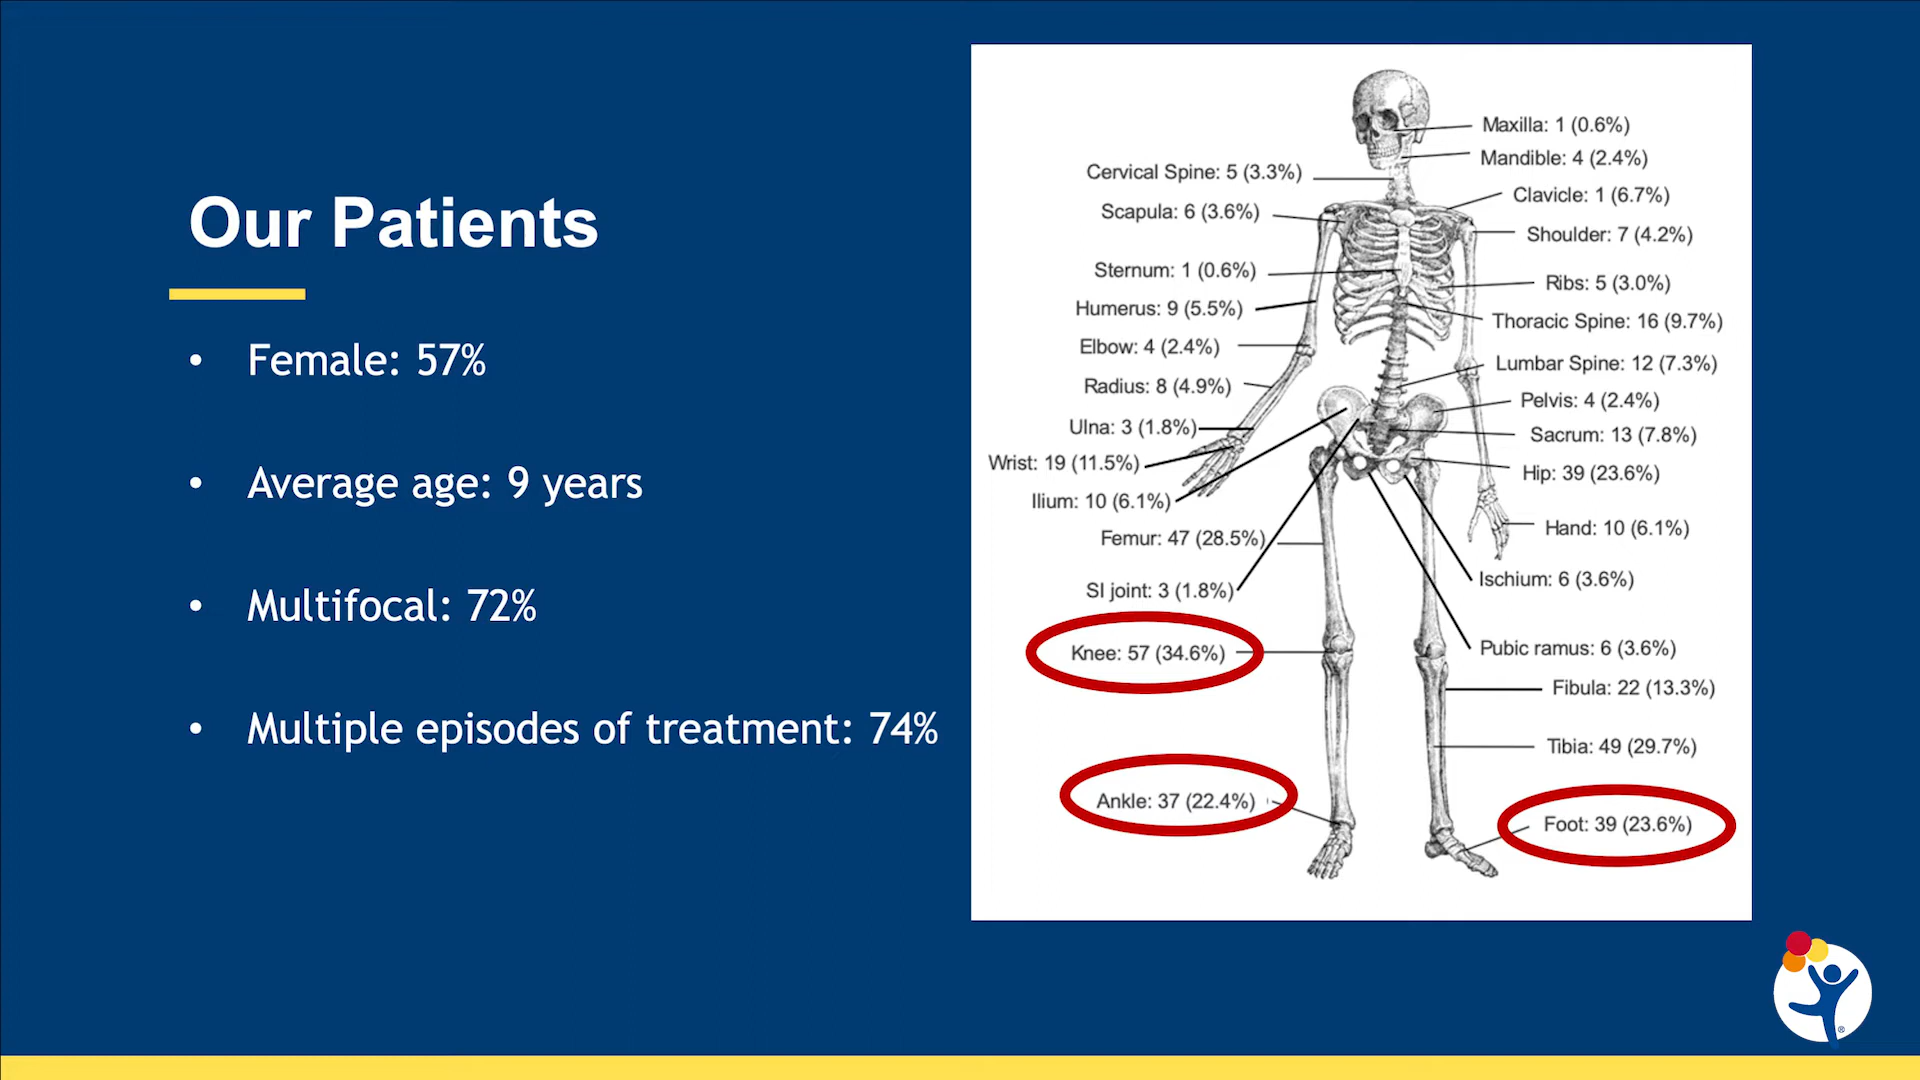 Our Patients
• Female: 57%
• Average age: 9 years
• Multifocal: 72%
• Multiple episodes of treatment: 74%
Maxilla: 1 (0.6%)
Mandible: 4 (2.4%)
Cervical Spine: 5 (3.3%)
Clavicle: 1 (6.7%)
Scapula: 6 (3.6%)
Shoulder: 7 (4.2%)
Sternum: 1 (0.6%)
Ribs: 5 (3.0%)
Humerus: 9 (5.5%)
Thoracic Spine: 16 (9.7%)
Elbow: 4 (2.4%)
Lumbar Spine: 12 (7.3%)
Radius: 8 (4.9%)
Pelvis: 4 (2.4%)
Ulna: 3 (1.8%)
Sacrum: 13 (7.8%)
Wrist: 19 (11.5%)
Hip: 39 (23.6%)
Ilium: 10 (6.1%)
Hand: 10 (6.1%)
Femur: 47 (28.5%)
Ischium: 6 (3.6%)
SI joint: 3 (1.8%)
Knee: 57 (34.6%)
Pubic ramus: 6 (3.6%)
Fibula: 22 (13.3%)
Tibia: 49 (29.7%)
Ankle: 37 (22.4%)
Foot: 39 (23.6%)
®